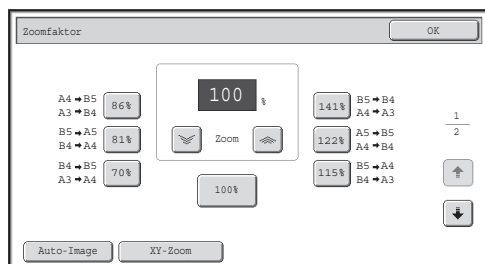 Zoomfaktor
OK
A4 ➡ B5
A3 ➡ B4
86%
B5 ➡ A5
B4 ➡ A4
81%
B4 ➡ B5
A3 ➡ A4
70%
100 %
Zoom
100%
141%
B5 ➡ B4
A4 ➡ A3
122%
A5 ➡ B5
A4 ➡ B4
115%
B5 ➡ A4
B4 ➡ A3
1
2
Auto-Image
XY-Zoom